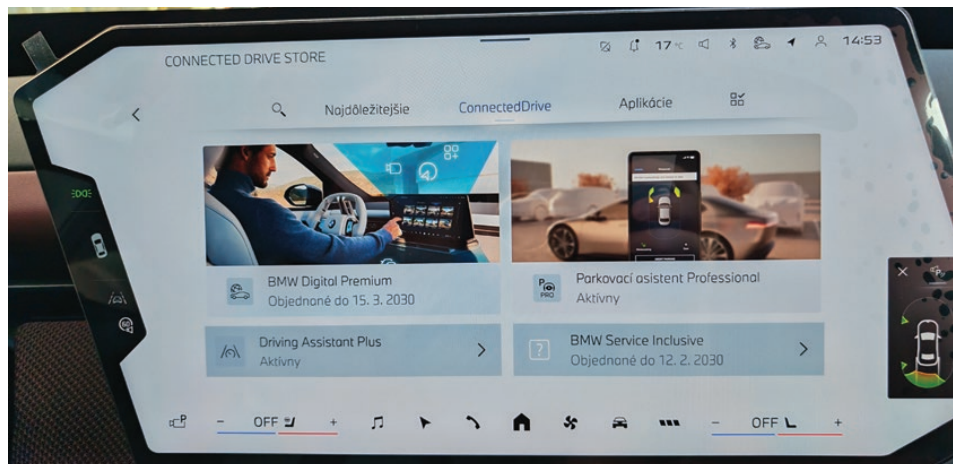 CONNECTED DRIVE STORE
17°C
14:53
Najdôležitejšie
ConnectedDrive
Aplikácie
BMW Digital Premium
Objednané do 15. 3. 2030
Parkovací asistent Professional
Aktívny
P
PRO
Driving Assistant Plus
Aktívny
?
BMW Service Inclusive
Objednané do 12. 2. 2030
P
- OFF +
- OFF +